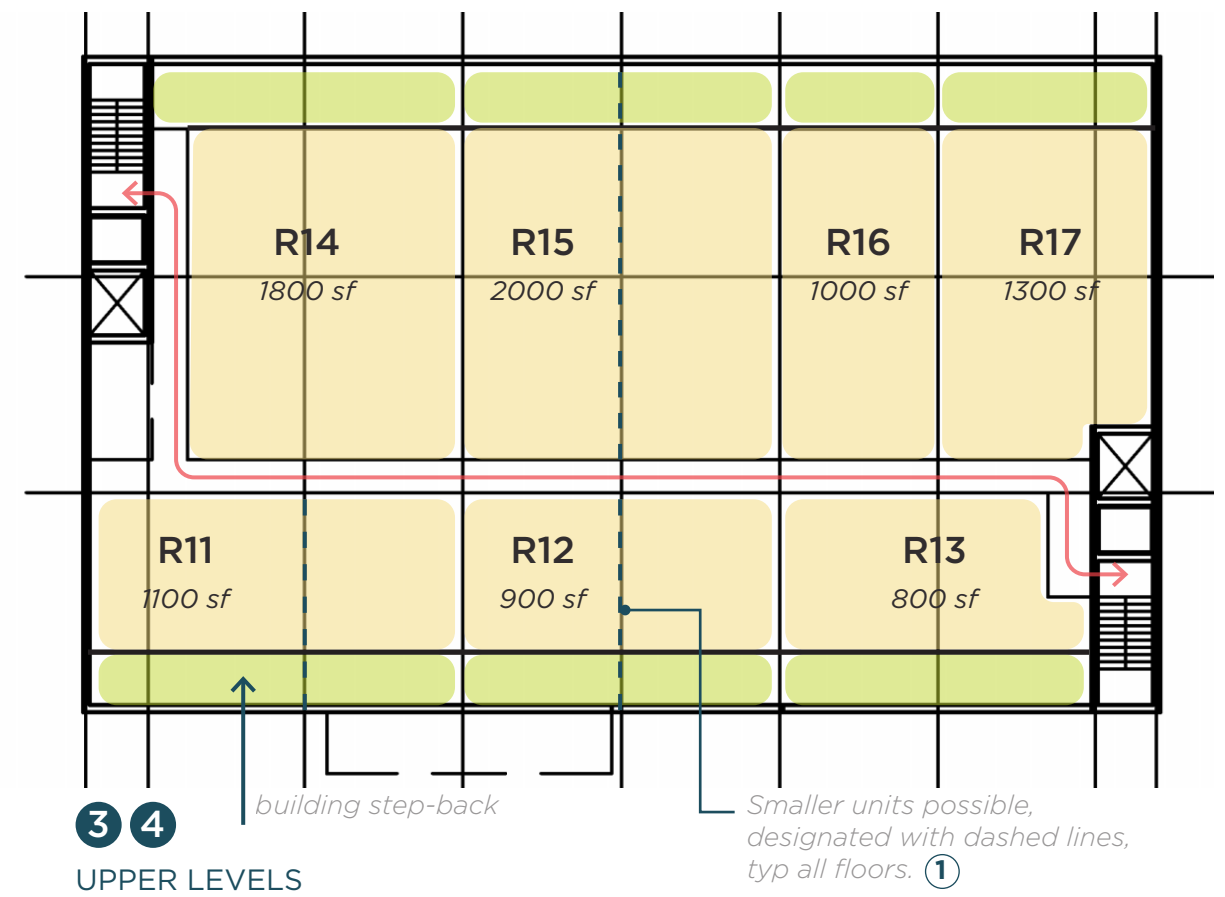 R14
1800 sf
R15
2000 sf
R16
1000 sf
R17
1300 sf
R11
1100 sf
R12
900 sf
R13
800 sf
building step-back
3 4
UPPER LEVELS
Smaller units possible,
designated with dashed lines,
typ all floors. 1